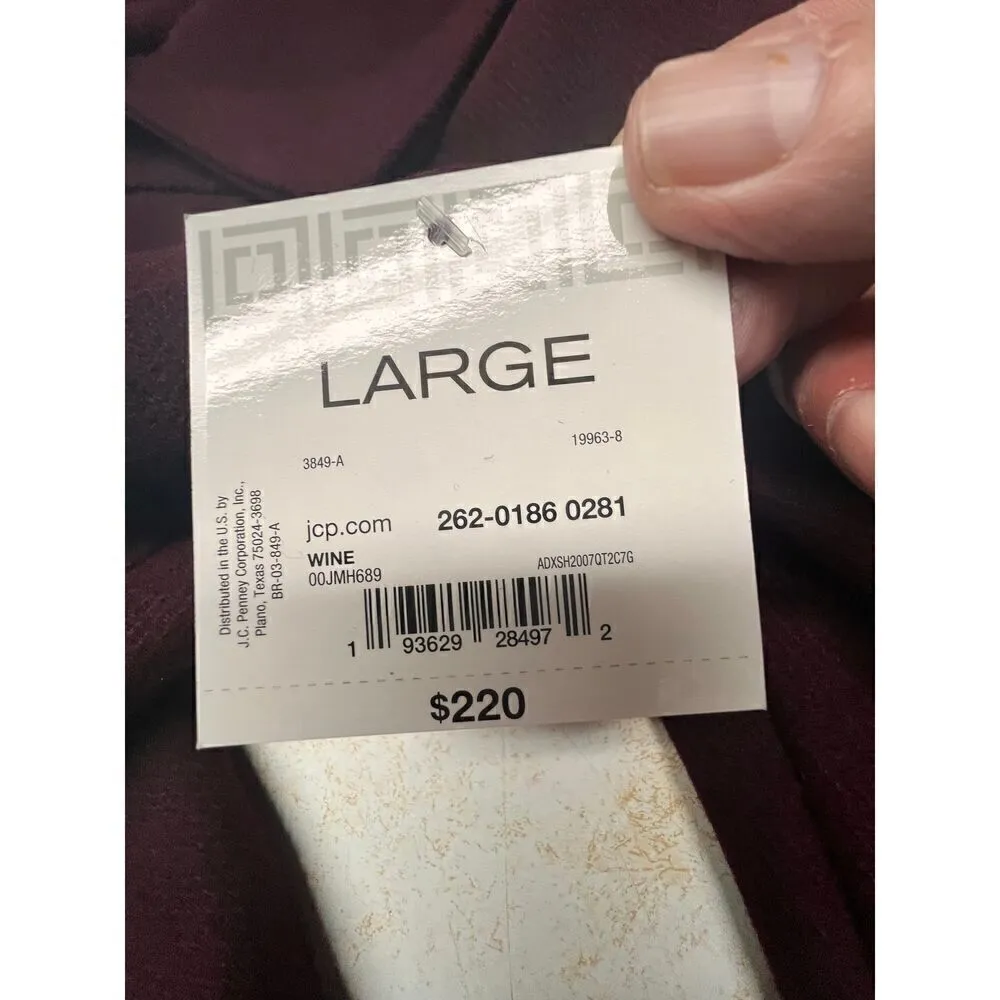 LARGE
3849-A
19963-8
jcp.com
262-0186 0281
WINE
00JMH689
ADXSH2007QT2C7G
1 93629 28497 2
$220
Distributed in the U.S. by
J.C. Penney Corporation, Inc.,
Plano, Texas 75024-3698
BR-03-849-A